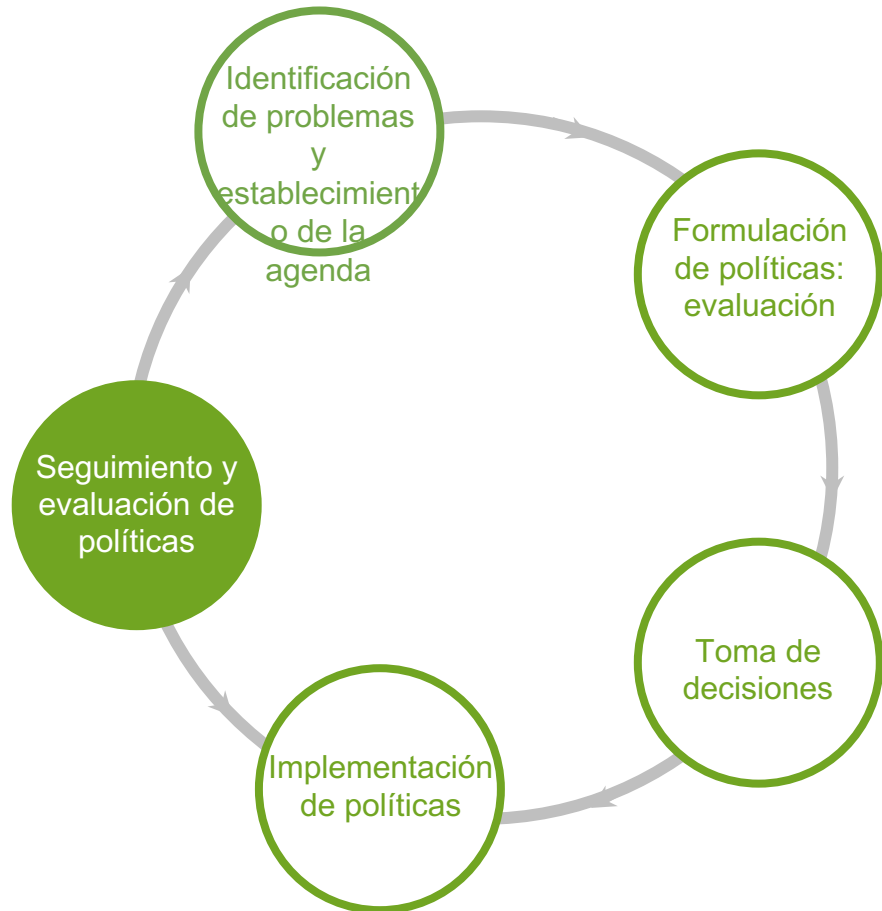 Identificación
de problemas
y
establecimient
o de la
agenda
Formulación
de políticas:
evaluación
Toma de
decisiones
Implementación
de políticas
Seguimiento y
evaluación de
políticas